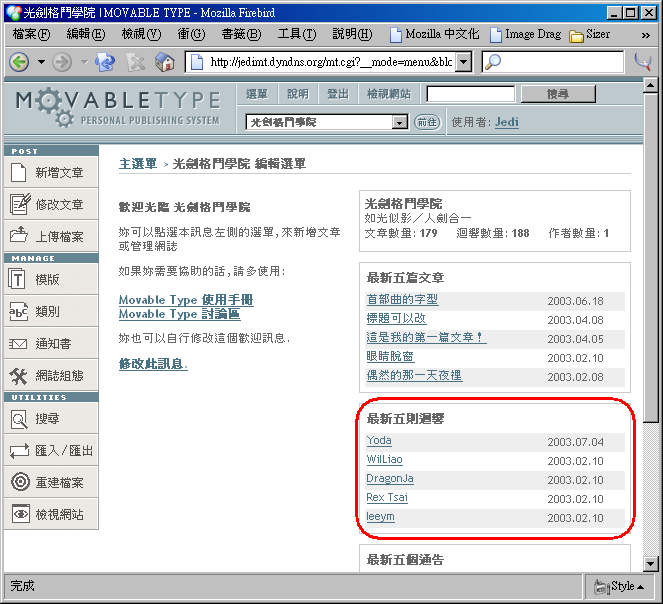 光劍格鬥學院 | MOVABLE TYPE - Mozilla Firebird
檔案(F) 編輯(E) 檢視(V) 衝(G) 書籤(B) 工具(T) 說明(H) Mozilla 中文化 Image Drag Sizer »
http://jedimt.dyndns.org/mt.cgi?__mode=menu&blo
MOVABLETYPE
PERSONAL PUBLISHING SYSTEM
選單 說明 登出 檢視網站 搜尋
光劍格鬥學院 前往 使用者: Jedi
POST
新增文章
修改文章
上傳檔案
MANAGE
模版
類別
通知書
網誌組態
UTILITIES
搜尋
匯入/匯出
重建檔案
檢視網站
主選單 > 光劍格鬥學院 編輯選單
歡迎光臨 光劍格鬥學院
妳可以點選本訊息左側的選單,來新增文章
或管理網誌
如果妳需要協助的話,請多使用:
Movable Type 使用手冊
Movable Type 討論區
妳也可以自行修改這個歡迎訊息.
修改此訊息.
光劍格鬥學院
如光似影/人劍合一
文章數量: 179 迴響數量: 188 作者數量: 1
最新五篇文章
首部曲的字型 2003.06.18
標題可以改 2003.04.08
這是我的第一篇文章! 2003.04.05
眼睛脫窗 2003.02.10
偶然的那一天夜裡 2003.02.08
最新五則迴響
Yoda 2003.07.04
WilLiao 2003.02.10
DragonJa 2003.02.10
Rex Tsai 2003.02.10
leeym 2003.02.10
最新五個通告
完成 Style